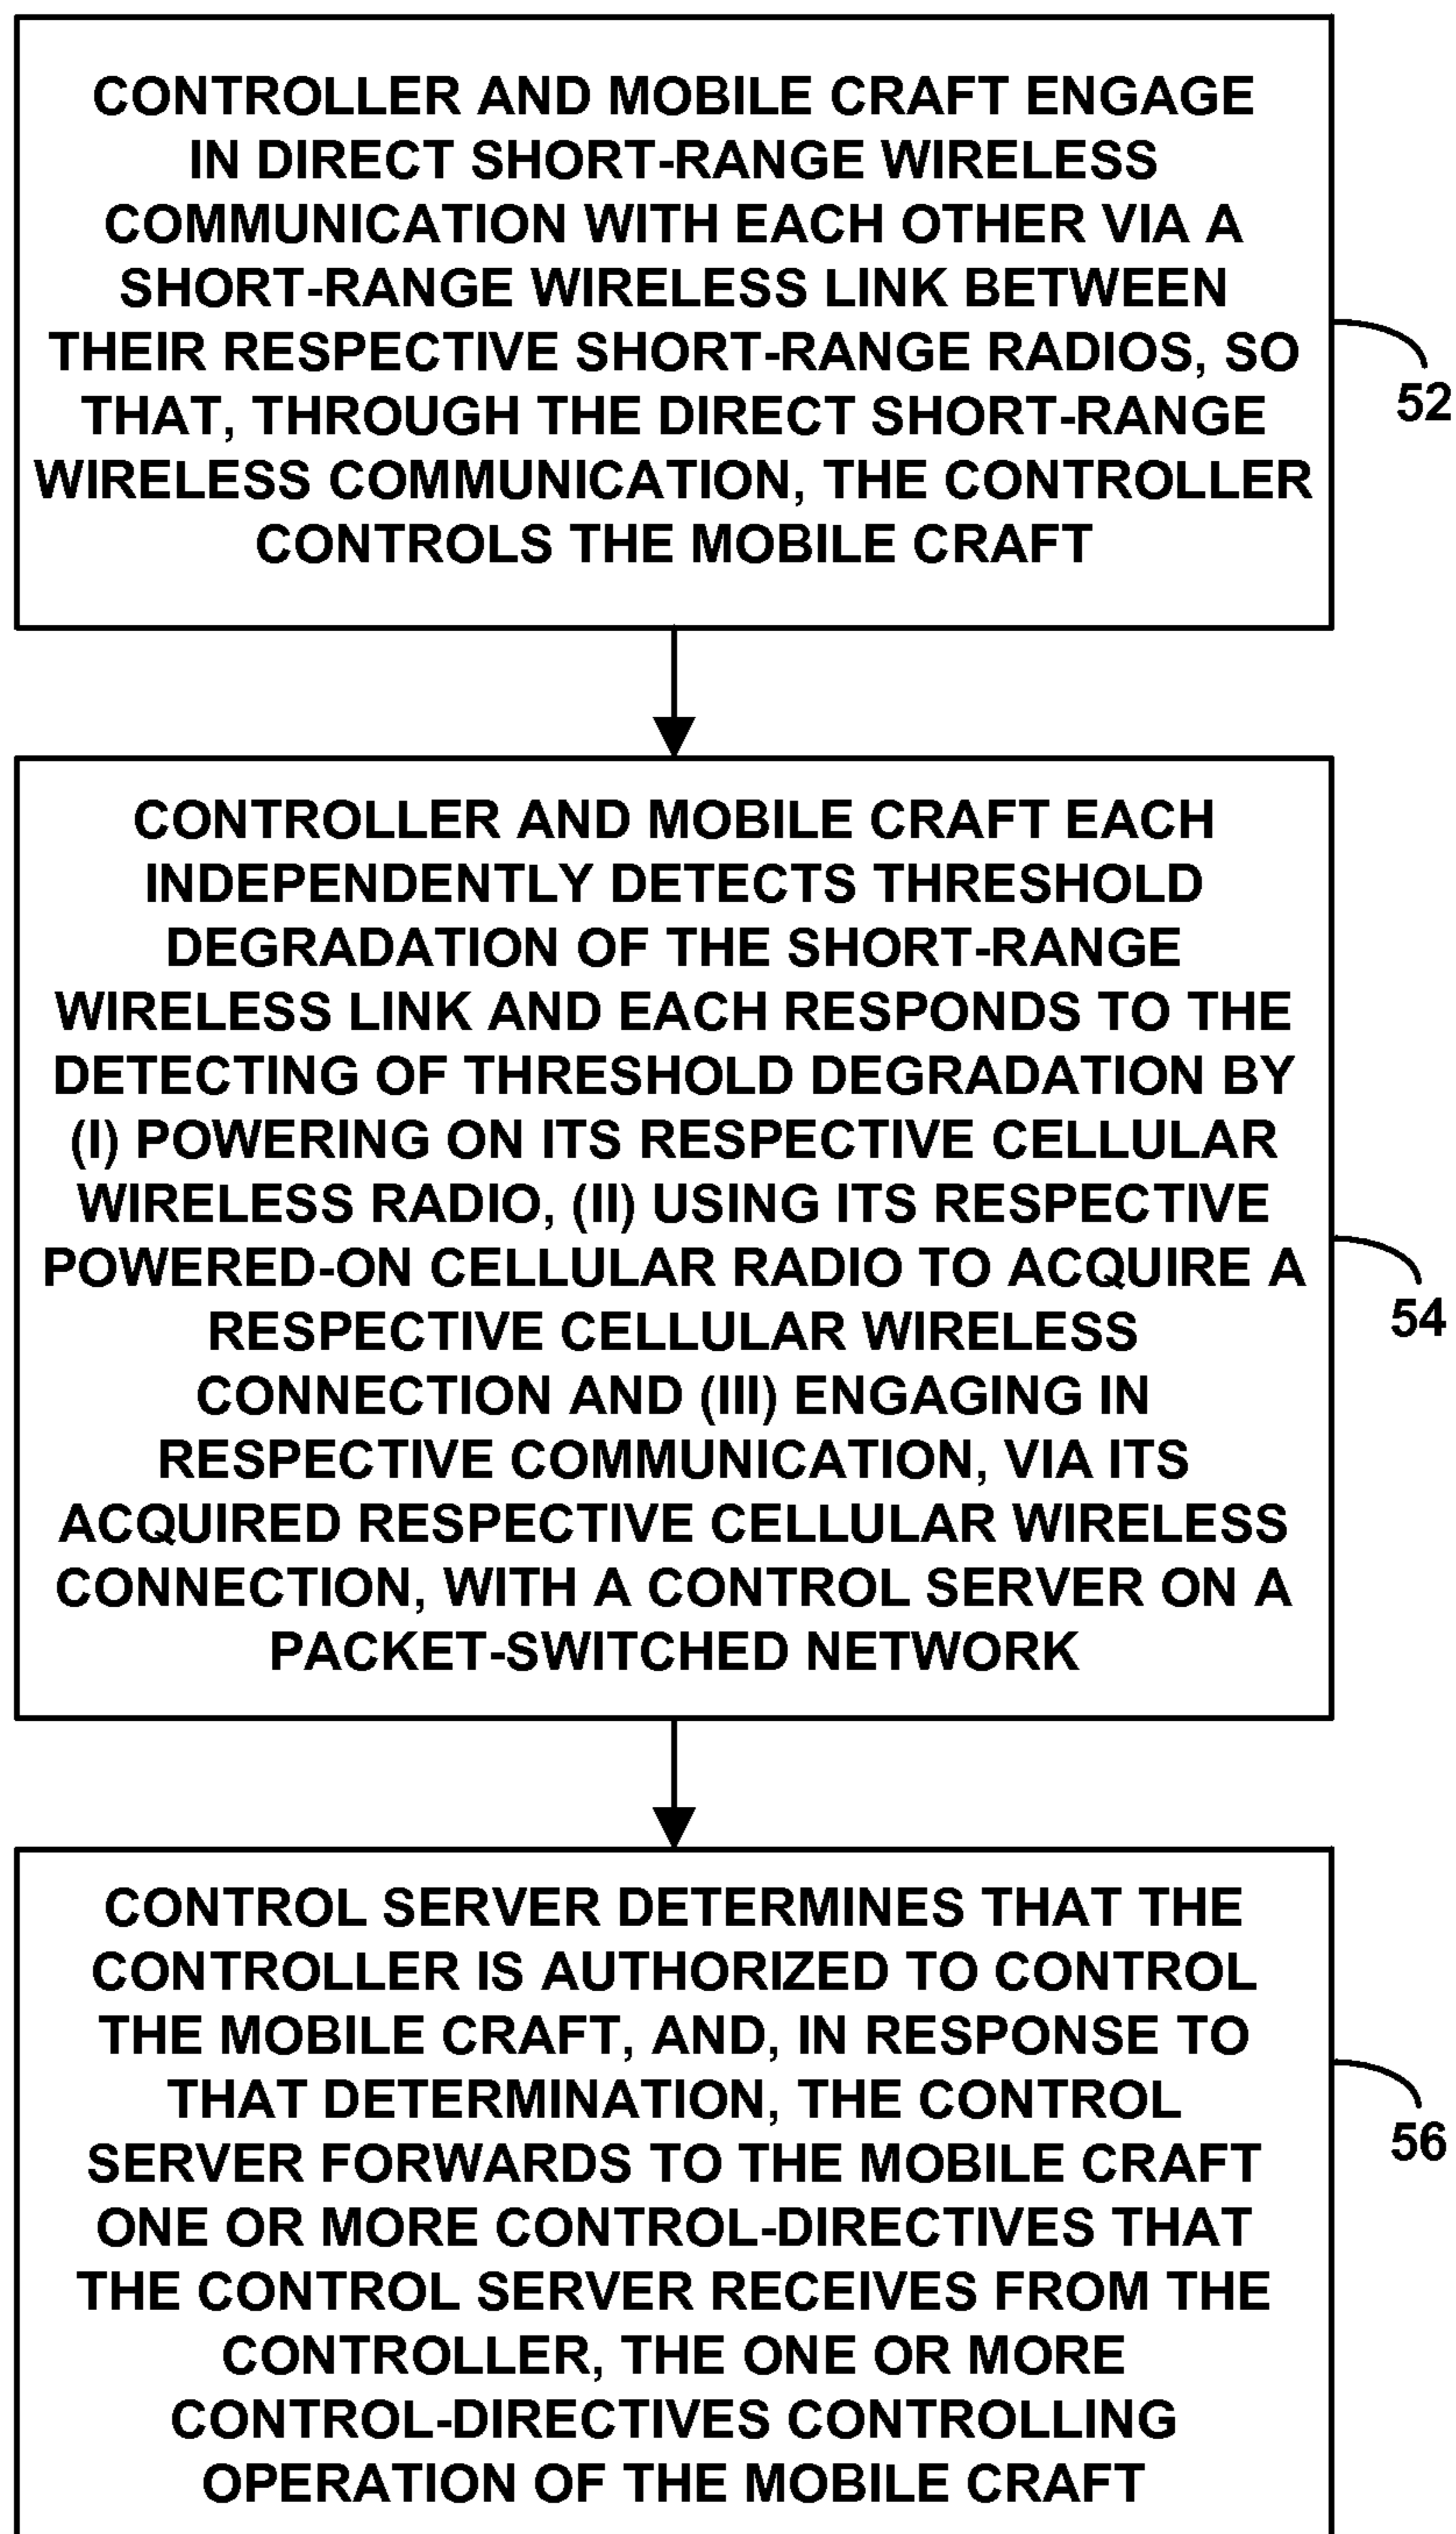 CONTROLLER AND MOBILE CRAFT ENGAGE
IN DIRECT SHORT-RANGE WIRELESS
COMMUNICATION WITH EACH OTHER VIA A
SHORT-RANGE WIRELESS LINK BETWEEN
THEIR RESPECTIVE SHORT-RANGE RADIOS, SO
THAT, THROUGH THE DIRECT SHORT-RANGE
WIRELESS COMMUNICATION, THE CONTROLLER
CONTROLS THE MOBILE CRAFT
52
CONTROLLER AND MOBILE CRAFT EACH
INDEPENDENTLY DETECTS THRESHOLD
DEGRADATION OF THE SHORT-RANGE
WIRELESS LINK AND EACH RESPONDS TO THE
DETECTING OF THRESHOLD DEGRADATION BY
(I) POWERING ON ITS RESPECTIVE CELLULAR
WIRELESS RADIO, (II) USING ITS RESPECTIVE
POWERED-ON CELLULAR RADIO TO ACQUIRE A
RESPECTIVE CELLULAR WIRELESS
CONNECTION AND (III) ENGAGING IN
RESPECTIVE COMMUNICATION, VIA ITS
ACQUIRED RESPECTIVE CELLULAR WIRELESS
CONNECTION, WITH A CONTROL SERVER ON A
PACKET-SWITCHED NETWORK
54
CONTROL SERVER DETERMINES THAT THE
CONTROLLER IS AUTHORIZED TO CONTROL
THE MOBILE CRAFT, AND, IN RESPONSE TO
THAT DETERMINATION, THE CONTROL
SERVER FORWARDS TO THE MOBILE CRAFT
ONE OR MORE CONTROL-DIRECTIVES THAT
THE CONTROL SERVER RECEIVES FROM THE
CONTROLLER, THE ONE OR MORE
CONTROL-DIRECTIVES CONTROLLING
OPERATION OF THE MOBILE CRAFT
56